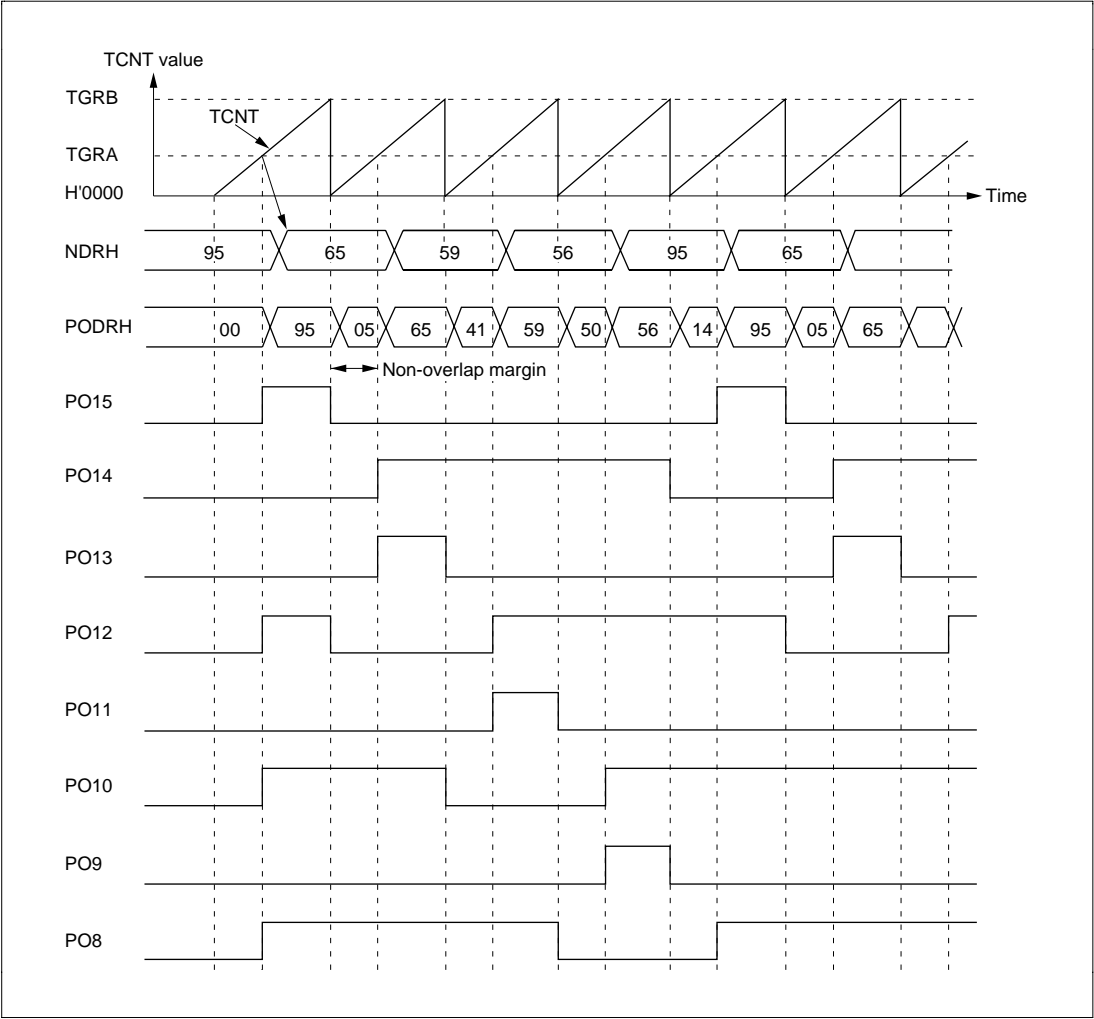 TCNT value
TGRB
TCNT
TGRA
H'0000
Time
NDRH 95 65 59 56 95 65
PODRH 00 95 05 65 41 59 50 56 14 95 05 65
Non-overlap margin
PO15
PO14
PO13
PO12
PO11
PO10
PO9
PO8